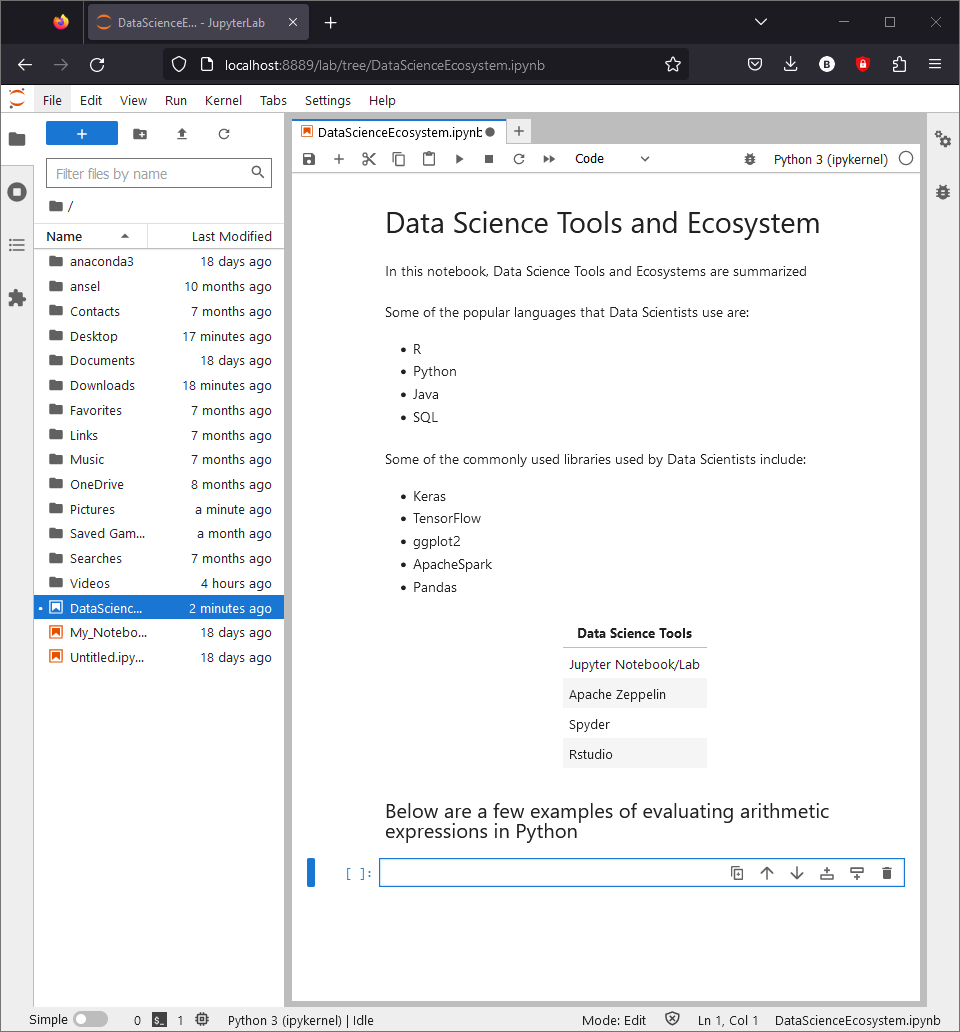 DataScienceE... - JupyterLab
localhost:8889/lab/tree/DataScienceEcosystem.ipynb
B
File Edit View Run Kernel Tabs Settings Help
Filter files by name
/
Name Last Modified
anaconda3 18 days ago
ansel 10 months ago
Contacts 7 months ago
Desktop 17 minutes ago
Documents 18 days ago
Downloads 18 minutes ago
Favorites 7 months ago
Links 7 months ago
Music 7 months ago
OneDrive 8 months ago
Pictures a minute ago
Saved Gam... a month ago
Searches 7 months ago
Videos 4 hours ago
DataScienc... 2 minutes ago
My_Notebo... 18 days ago
Untitled.ipy... 18 days ago
DataScienceEcosystem.ipynb
Code Python 3 (ipykernel)
Data Science Tools and Ecosystem
In this notebook, Data Science Tools and Ecosystems are summarized
Some of the popular languages that Data Scientists use are:
• R
• Python
• Java
• SQL
Some of the commonly used libraries used by Data Scientists include:
• Keras
• TensorFlow
• ggplot2
• ApacheSpark
• Pandas
Data Science Tools
Jupyter Notebook/Lab
Apache Zeppelin
Spyder
Rstudio
Below are a few examples of evaluating arithmetic
expressions in Python
[ ]:
Simple 0 $_ 1 Python 3 (ipykernel) | Idle Mode: Edit Ln 1, Col 1 DataScienceEcosystem.ipynb